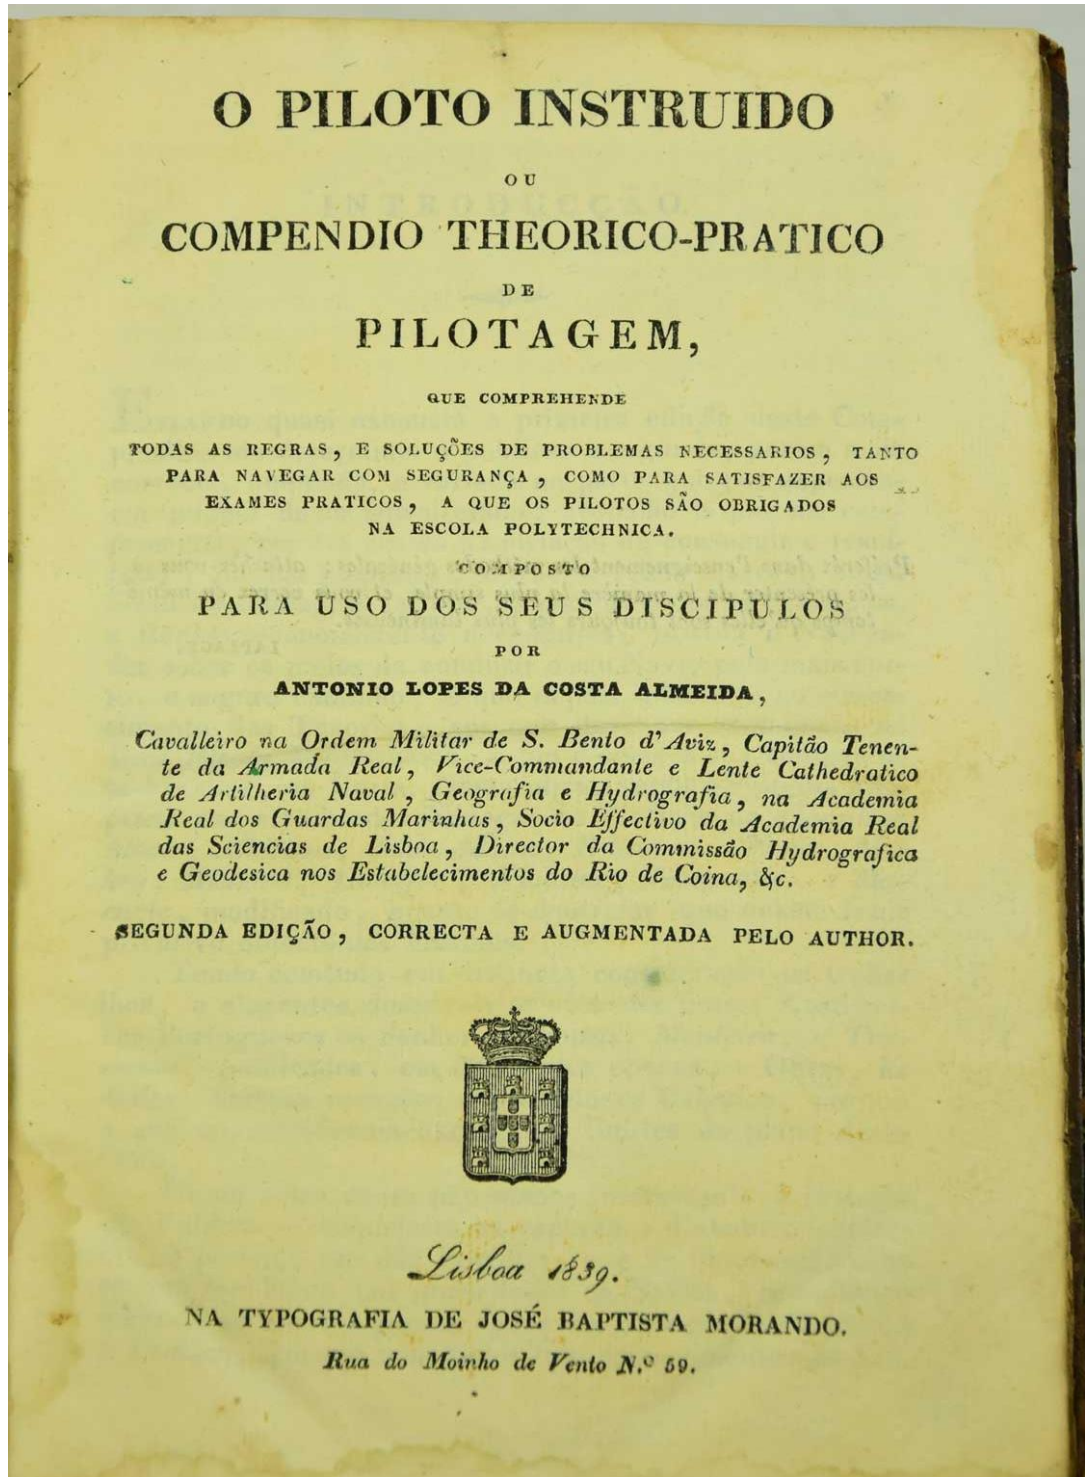 O PILOTO INSTRUIDO
OU
COMPENDIO THEORICO-PRATICO
DE
PILOTAGEM,
QUE COMPREHENDE
TODAS AS REGRAS, E SOLUÇÕES DE PROBLEMAS NECESSARIOS, TANTO
PARA NAVEGAR COM SEGURANÇA, COMO PARA SATISFAZER AOS
EXAMES PRATICOS, A QUE OS PILOTOS SÃO OBRIGADOS
NA ESCOLA POLYTECHNICA.
COMPOSTO
PARA USO DOS SEUS DISCIPULOS
POR
ANTONIO LOPES DA COSTA ALMEIDA,
Cavalleiro na Ordem Militar de S. Bento d'Aviz, Capitão Tenen-
te da Armada Real, Vice-Commandante e Lente Cathedratico
de Artilheria Naval, Geografia e Hydrografia, na Academia
Real dos Guardas Marinhas, Socio Effectivo da Academia Real
das Sciencias de Lisboa, Director da Commissão Hydrografica
e Geodesica nos Estabelecimentos do Rio de Coina, &c.
SEGUNDA EDIÇÃO, CORRECTA E AUGMENTADA PELO AUTHOR.
Lisboa 1839.
NA TYPOGRAFIA DE JOSÉ BAPTISTA MORANDO.
Rua do Moinho de Vento N.º 59.